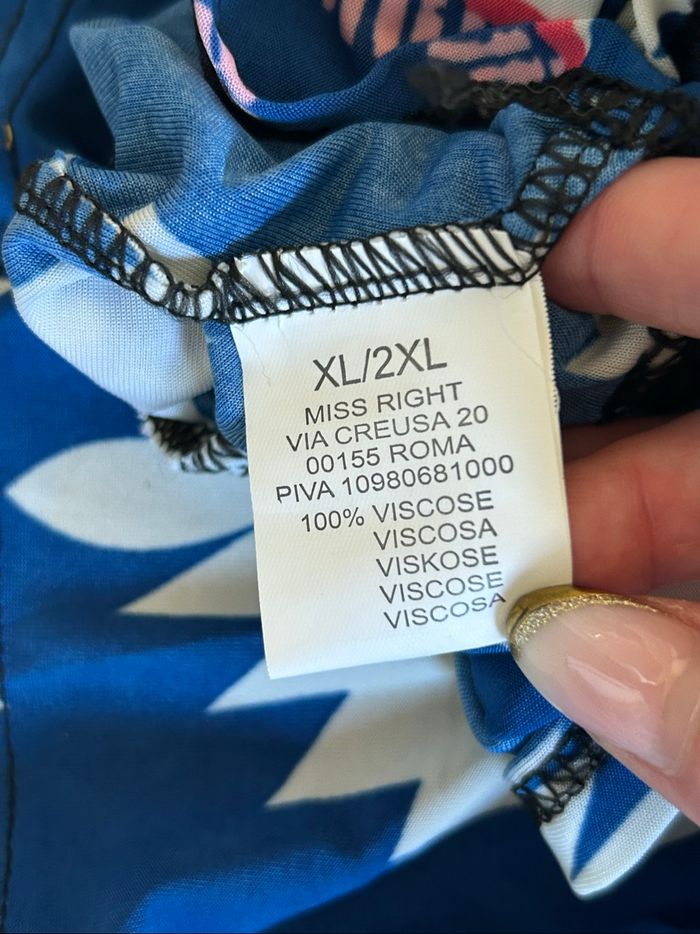 XL/2XL
MISS RIGHT
VIA CREUSA 20
00155 ROMA
PIVA 10980681000
100% VISCOSE
VISCOSA
VISKOSE
VISCOSE
VISCOSA